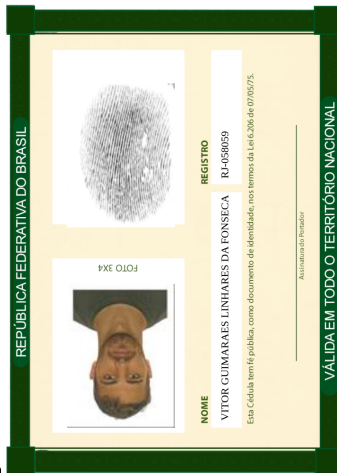 REPÚBLICA FEDERATIVA DO BRASIL
FOTO 3X4
NOME
REGISTRO
VITOR GUIMARAES LINHARES DA FONSECA
RJ-058059
Esta Cédula tem fé pública, como documento de identidade, nos termos da Lei 6.206 de 07/05/75.
Assinatura do Portador
VÁLIDA EM TODO O TERRITÓRIO NACIONAL